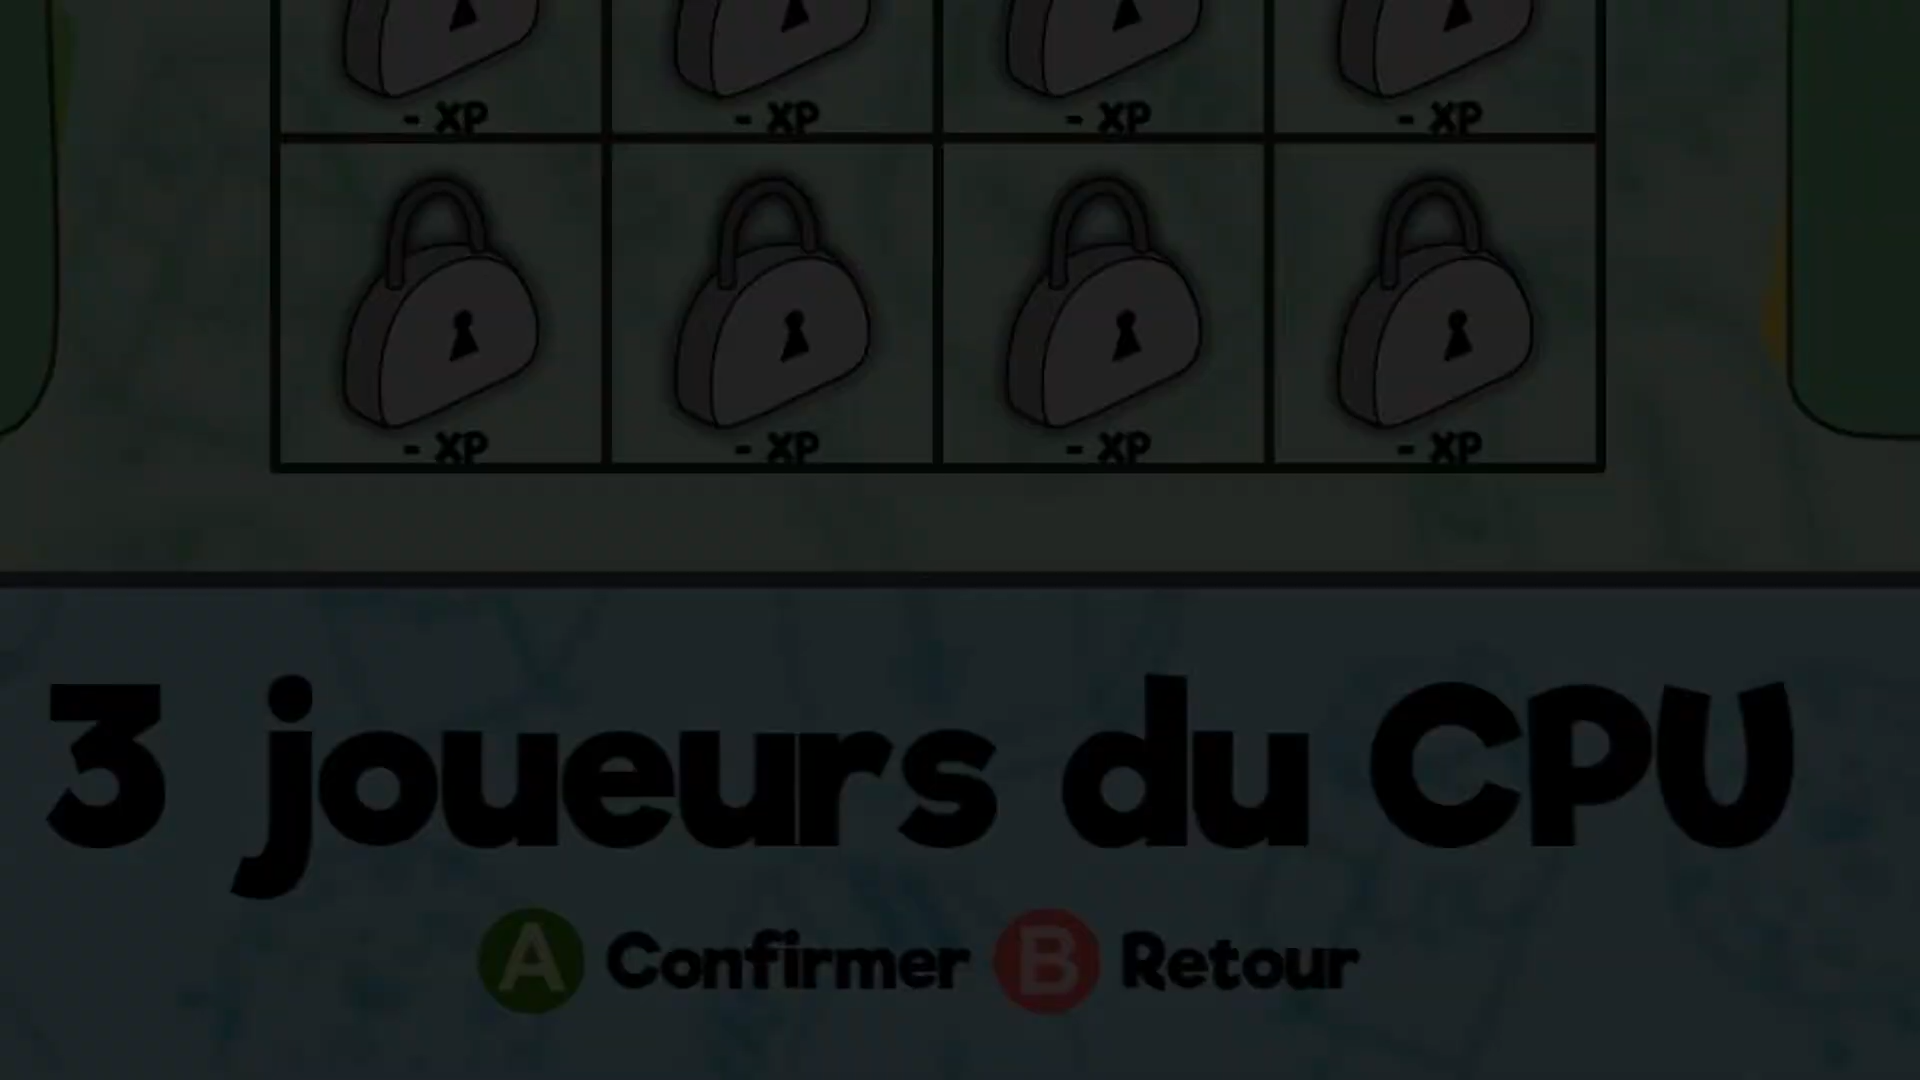 - XP - XP - XP - XP
- XP - XP - XP - XP
3 joueurs du CPU
A Confirmer B Retour